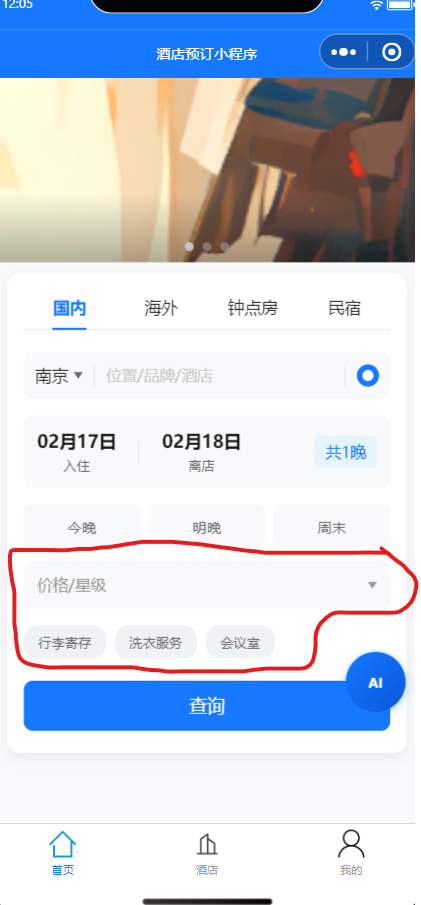 12:05
酒店预订小程序
国内 海外 钟点房 民宿
南京 位置/品牌/酒店
02月17日 02月18日 共1晚
入住 离店
今晚 明晚 周末
价格/星级
行李寄存 洗衣服务 会议室
AI
查询
首页 酒店 我的